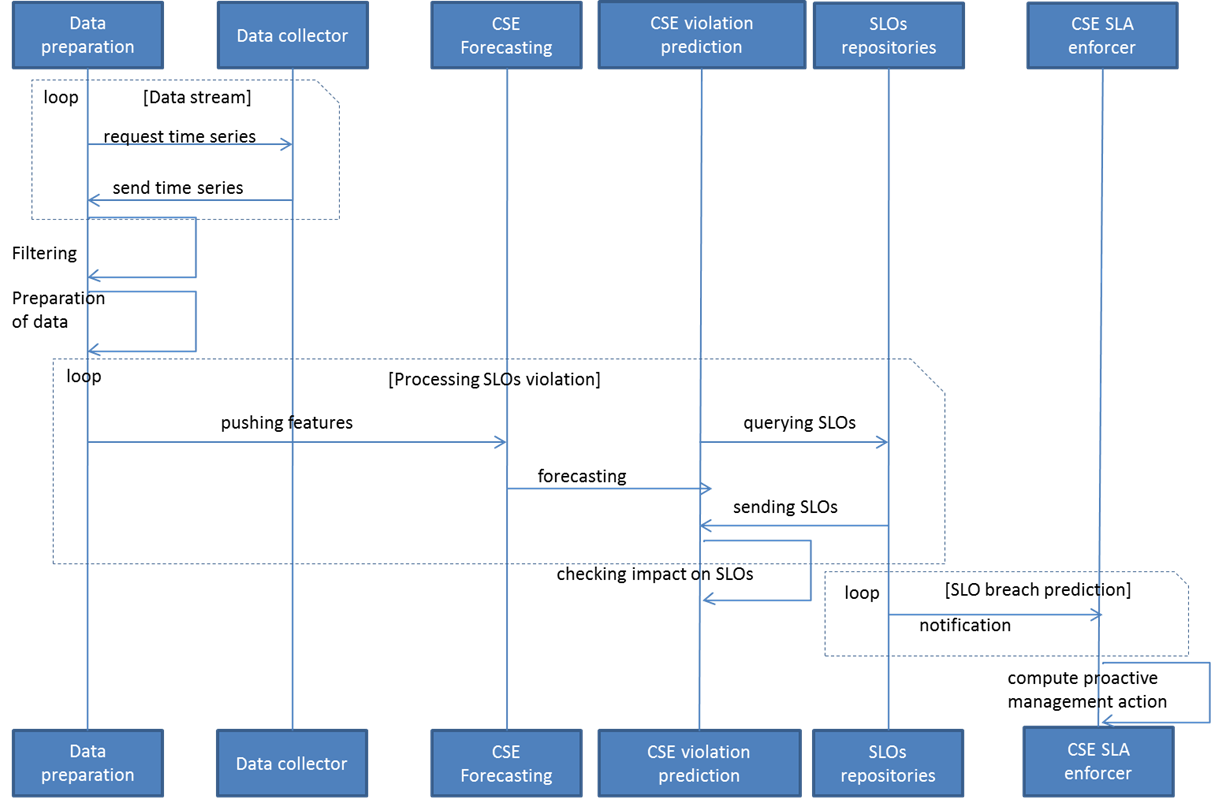 Data
preparation
Data collector
CSE
Forecasting
CSE violation
prediction
SLOs
repositories
CSE SLA
enforcer
loop
[Data stream]
request time series
send time series
Filtering
Preparation
of data
loop
[Processing SLOs violation]
pushing features
querying SLOs
forecasting
sending SLOs
checking impact on SLOs
loop
[SLO breach prediction]
notification
compute proactive
management action
Data
preparation
Data collector
CSE
Forecasting
CSE violation
prediction
SLOs
repositories
CSE SLA
enforcer